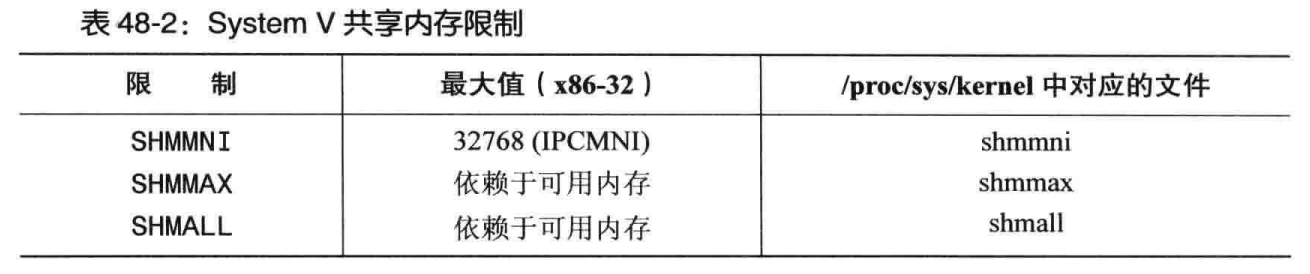 表 48-2：System V 共享内存限制
限 制 最大值（x86-32） /proc/sys/kernel 中对应的文件
SHMMNI 32768 (IPCMNI) shmmni
SHMMAX 依赖于可用内存 shmmax
SHMALL 依赖于可用内存 shmall